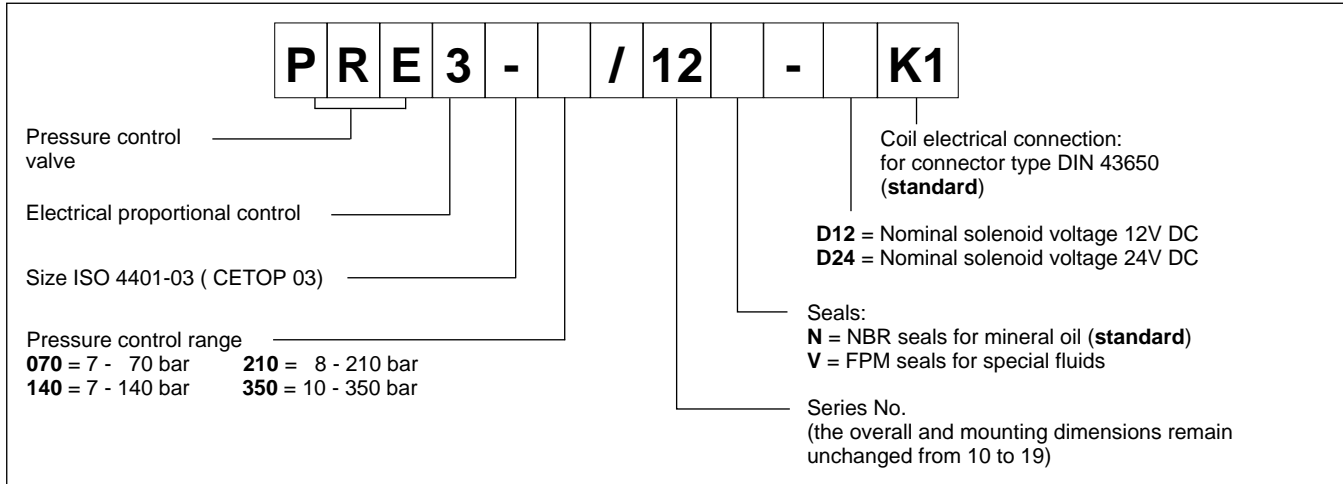 PRE3- /12 - K1
Pressure control
valve
Electrical proportional control
Size ISO 4401-03 ( CETOP 03)
Pressure control range
070 = 7 - 70 bar 210 = 8 - 210 bar
140 = 7 - 140 bar 350 = 10 - 350 bar
Coil electrical connection:
for connector type DIN 43650
(standard)
D12 = Nominal solenoid voltage 12V DC
D24 = Nominal solenoid voltage 24V DC
Seals:
N = NBR seals for mineral oil (standard)
V = FPM seals for special fluids
Series No.
(the overall and mounting dimensions remain
unchanged from 10 to 19)